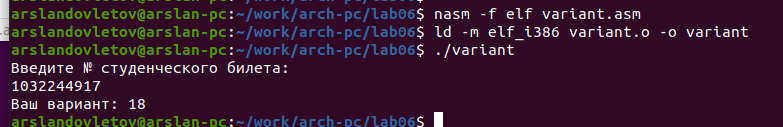 arslandovletov@arslan-pc:~/work/arch-pc/lab06$ nasm -f elf variant.asm
arslandovletov@arslan-pc:~/work/arch-pc/lab06$ ld -m elf_i386 variant.o -o variant
arslandovletov@arslan-pc:~/work/arch-pc/lab06$ ./variant
Введите № студенческого билета:
1032244917
Ваш вариант: 18
arslandovletov@arslan-pc:~/work/arch-pc/lab06$